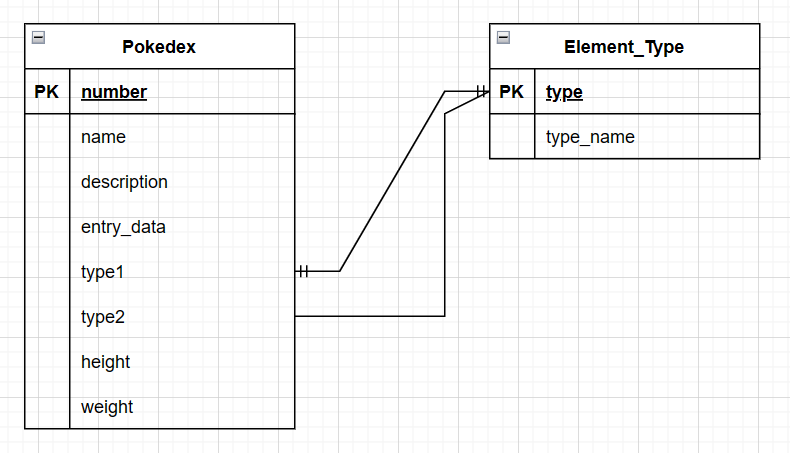 Pokedex
PK number
name
description
entry_data
type1
type2
height
weight
Element_Type
PK type
type_name